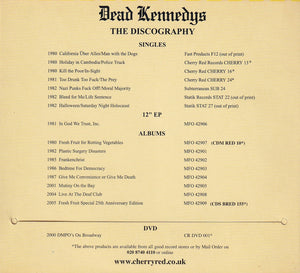 Dead Kennedys
THE DISCOGRAPHY
SINGLES
1980 California Über Alles/Man with the Dogs Fast Products F12 (out of print)
1980 Holiday in Cambodia/Police Truck Cherry Red Records CHERRY 13*
1980 Kill the Poor/In-Sight Cherry Red Records CHERRY 16*
1981 Too Drunk Too Fuck/The Prey Cherry Red Records CHERRY 24*
1982 Nazi Punks Fuck Off/Moral Majority Subterranean SUB 24
1982 Bleed for Me/Life Sentence Statik Records STAT 22 (out of print)
1982 Halloween/Saturday Night Holocaust Statik STAT 27 (out of print)
12" EP
1981 In God We Trust, Inc. MFO 42906
ALBUMS
1980 Fresh Fruit for Rotting Vegetables MFO 42907 (CDM RED 10*)
1982 Plastic Surgery Disasters MFO 42901
1985 Frankenchrist MFO 42902
1986 Bedtime For Democracy MFO 42903
1987 Give Me Convenience or Give Me Death MFO 42904
2001 Mutiny On the Bay MFO 42905
2004 Live At The Deaf Club MFO 42908
2005 Fresh Fruit Special 25th Anniversary Edition MFO 42909 (CDS BRED 155*)
DVD
2000 DMPO's On Broadway CR DVD 001*
*The above products are available from all good record stores or by Mail Order on
020 8740 4110 or online
www.cherryred.co.uk